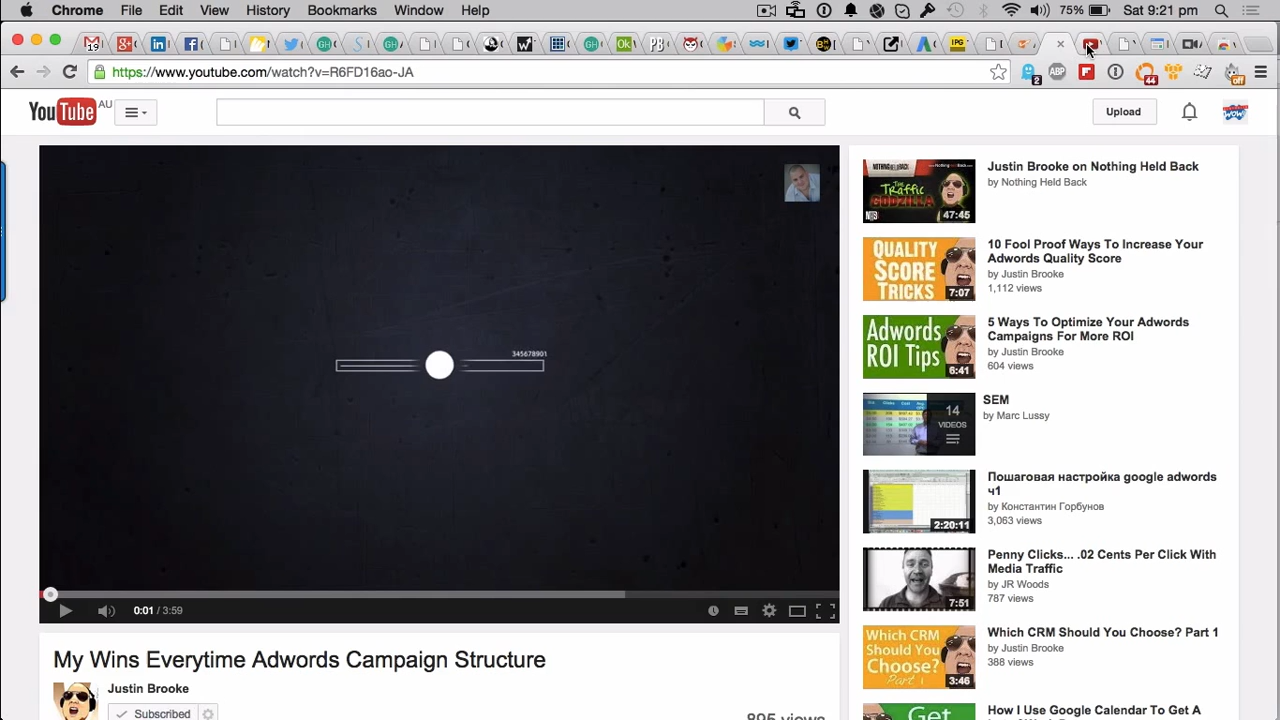 Chrome File Edit View History Bookmarks Window Help 75% Sat 9:21 pm
https://www.youtube.com/watch?v=R6FD16ao-JA
YouTube AU
Upload
345678901
0:01 / 3:59
My Wins Everytime Adwords Campaign Structure
Justin Brooke
Subscribed
895 views
NOTHING HELD BACK
The Traffic
GODZILLA
47:45
Justin Brooke on Nothing Held Back
by Nothing Held Back
QUALITY
SCORE
TRICKS
7:07
10 Fool Proof Ways To Increase Your
Adwords Quality Score
by Justin Brooke
1,112 views
Adwords
ROI Tips
6:41
5 Ways To Optimize Your Adwords
Campaigns For More ROI
by Justin Brooke
604 views
14
VIDEOS
SEM
by Marc Lussy
2:20:11
Пошаговая настройка google adwords
ч1
by Константин Горбунов
3,063 views
7:51
Penny Clicks... .02 Cents Per Click With
Media Traffic
by JR Woods
787 views
Which CRM
Should You
Choose?
Part 1
3:46
Which CRM Should You Choose? Part 1
by Justin Brooke
388 views
Get
How I Use Google Calendar To Get A